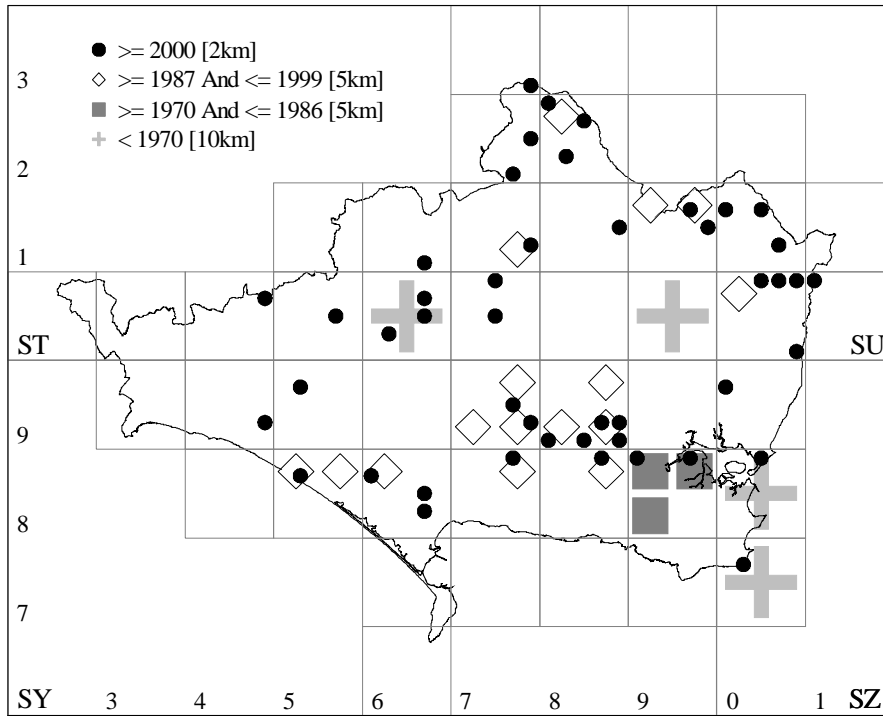 >= 2000 [2km]
>= 1987 And <= 1999 [5km]
>= 1970 And <= 1986 [5km]
< 1970 [10km]
3
2
1
ST
SU
9
8
7
SY
3
4
5
6
7
8
9
0
1
SZ